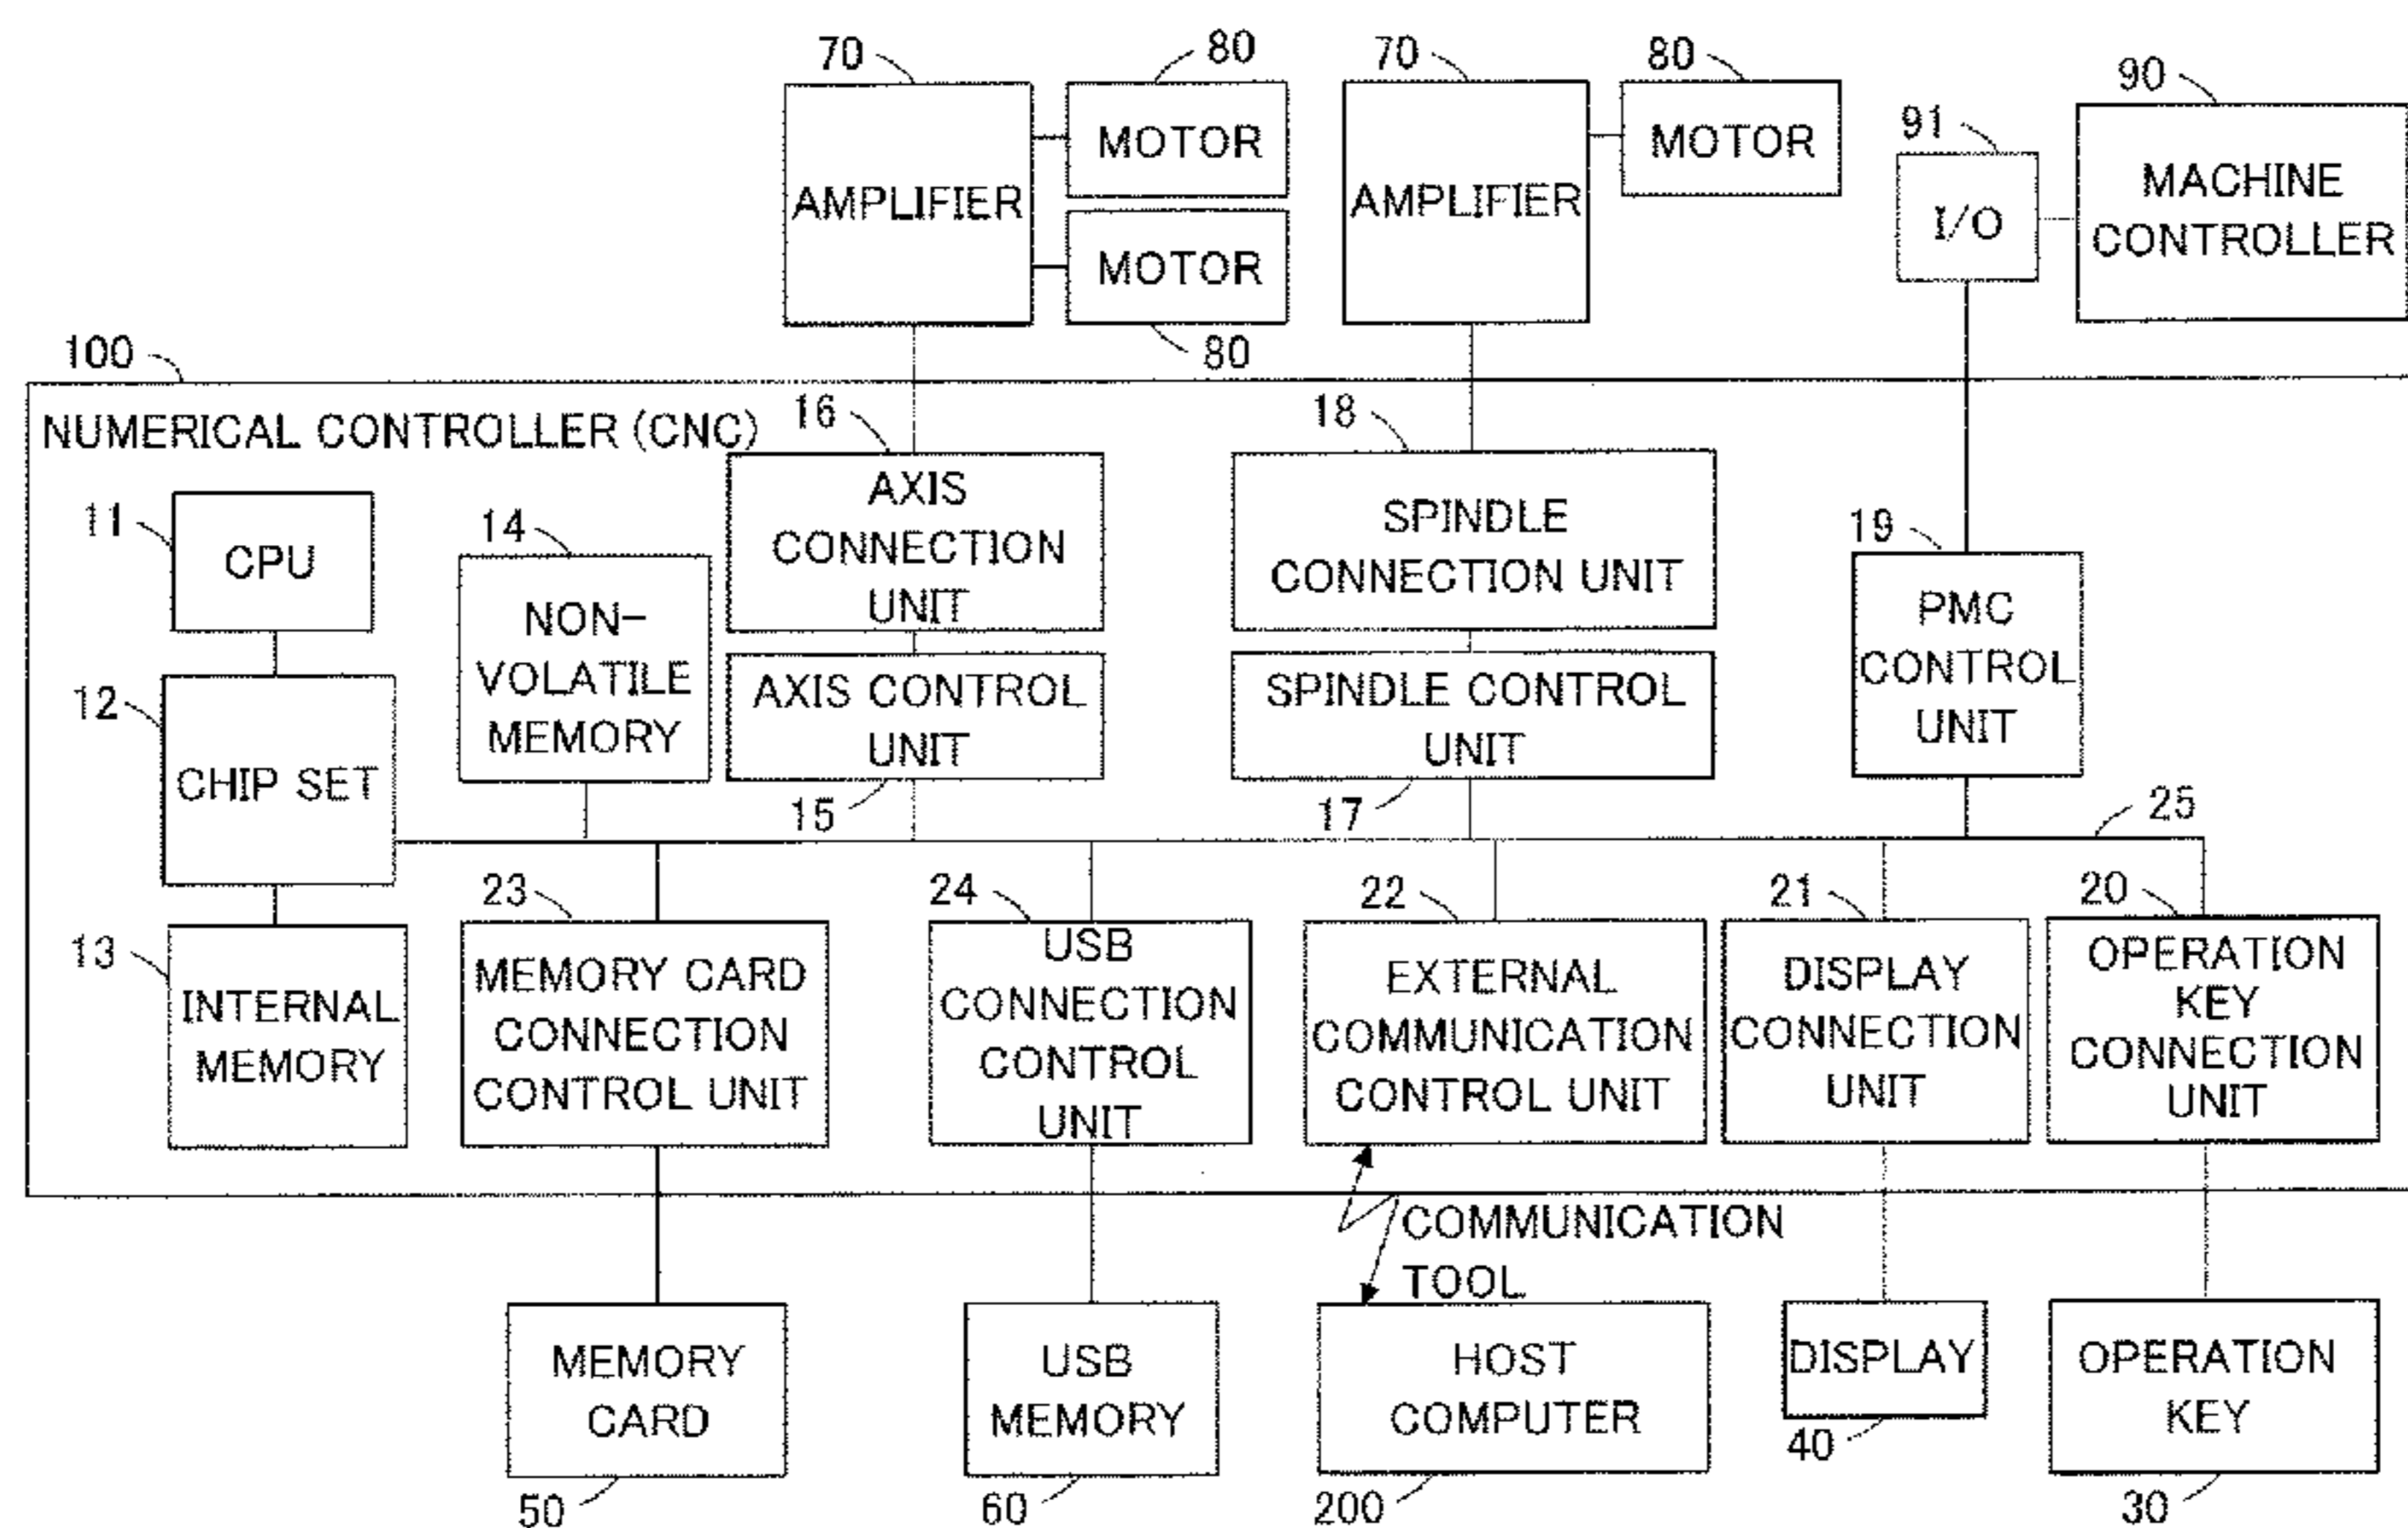 70
80
70
80
90
91
AMPLIFIER
MOTOR
MOTOR
80
AMPLIFIER
MOTOR
I/O
MACHINE
CONTROLLER
100
NUMERICAL CONTROLLER (CNC)
16
18
11
CPU
14
AXIS
CONNECTION
UNIT
SPINDLE
CONNECTION UNIT
19
12
CHIP SET
NON-
VOLATILE
MEMORY
AXIS CONTROL
UNIT
15
SPINDLE CONTROL
UNIT
17
PMC
CONTROL
UNIT
25
13
INTERNAL
MEMORY
23
MEMORY CARD
CONNECTION
CONTROL UNIT
24
USB
CONNECTION
CONTROL
UNIT
22
EXTERNAL
COMMUNICATION
CONTROL UNIT
21
DISPLAY
CONNECTION
UNIT
20
OPERATION
KEY
CONNECTION
UNIT
COMMUNICATION
TOOL
MEMORY
CARD
50
USB
MEMORY
60
HOST
COMPUTER
200
DISPLAY
40
OPERATION
KEY
30